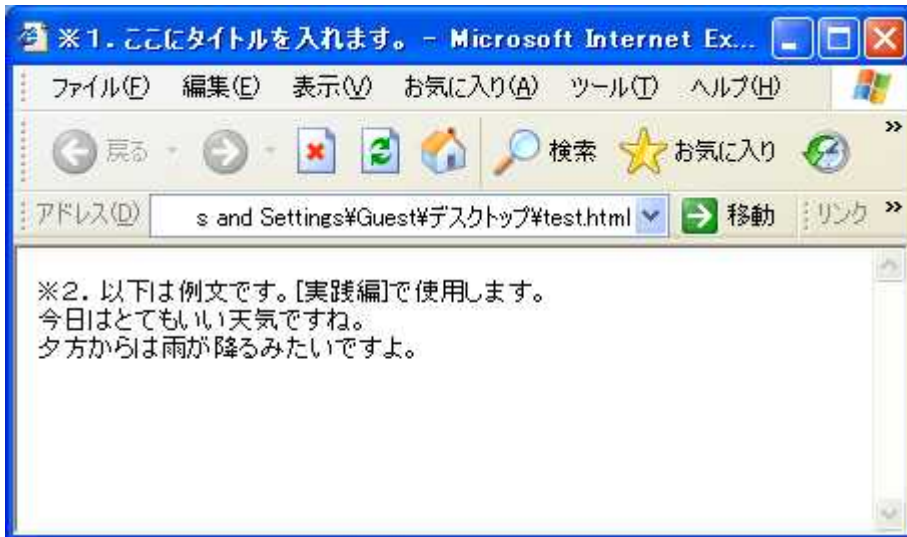 ※1. ここにタイトルを入れます。 - Microsoft Internet Ex...
ファイル(F) 編集(E) 表示(V) お気に入り(A) ツール(T) ヘルプ(H)
戻る 検索 お気に入り »
アドレス(D) s and Settings¥Guest¥デスクトップ¥test.html 移動 リンク »
※2. 以下は例文です。[実践編]で使用します。
今日はとてもいい天気ですね。
夕方からは雨が降るみたいですよ。